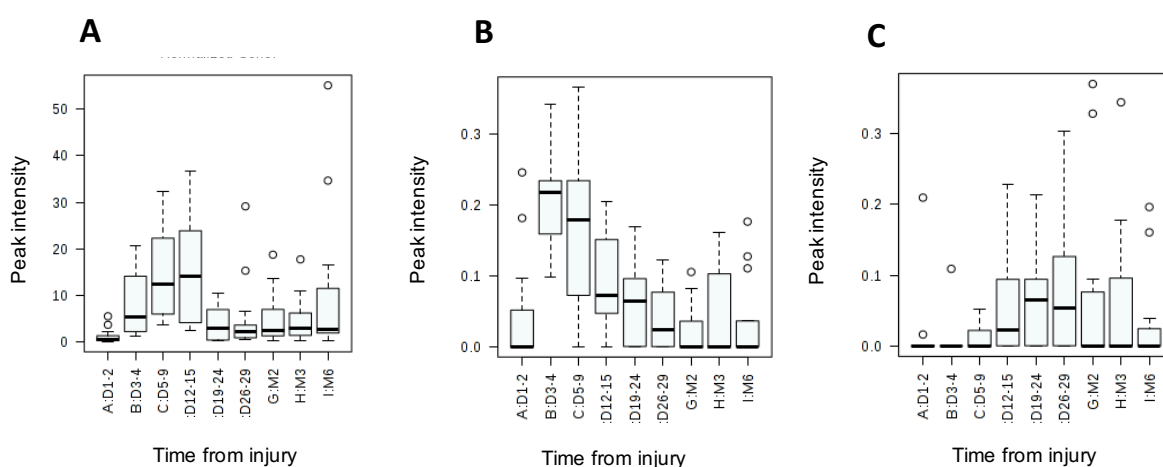 A
Peak intensity
50
40
30
20
10
0
A:D1-2
B:D3-4
C:D5-9
:D12-15
:D19-24
:D26-29
G:M2
H:M3
I:M6
Time from injury
B
Peak intensity
0.3
0.2
0.1
0.0
A:D1-2
B:D3-4
C:D5-9
:D12-15
:D19-24
:D26-29
G:M2
H:M3
I:M6
Time from injury
C
Peak intensity
0.3
0.2
0.1
0.0
A:D1-2
B:D3-4
C:D5-9
:D12-15
:D19-24
:D26-29
G:M2
H:M3
I:M6
Time from injury